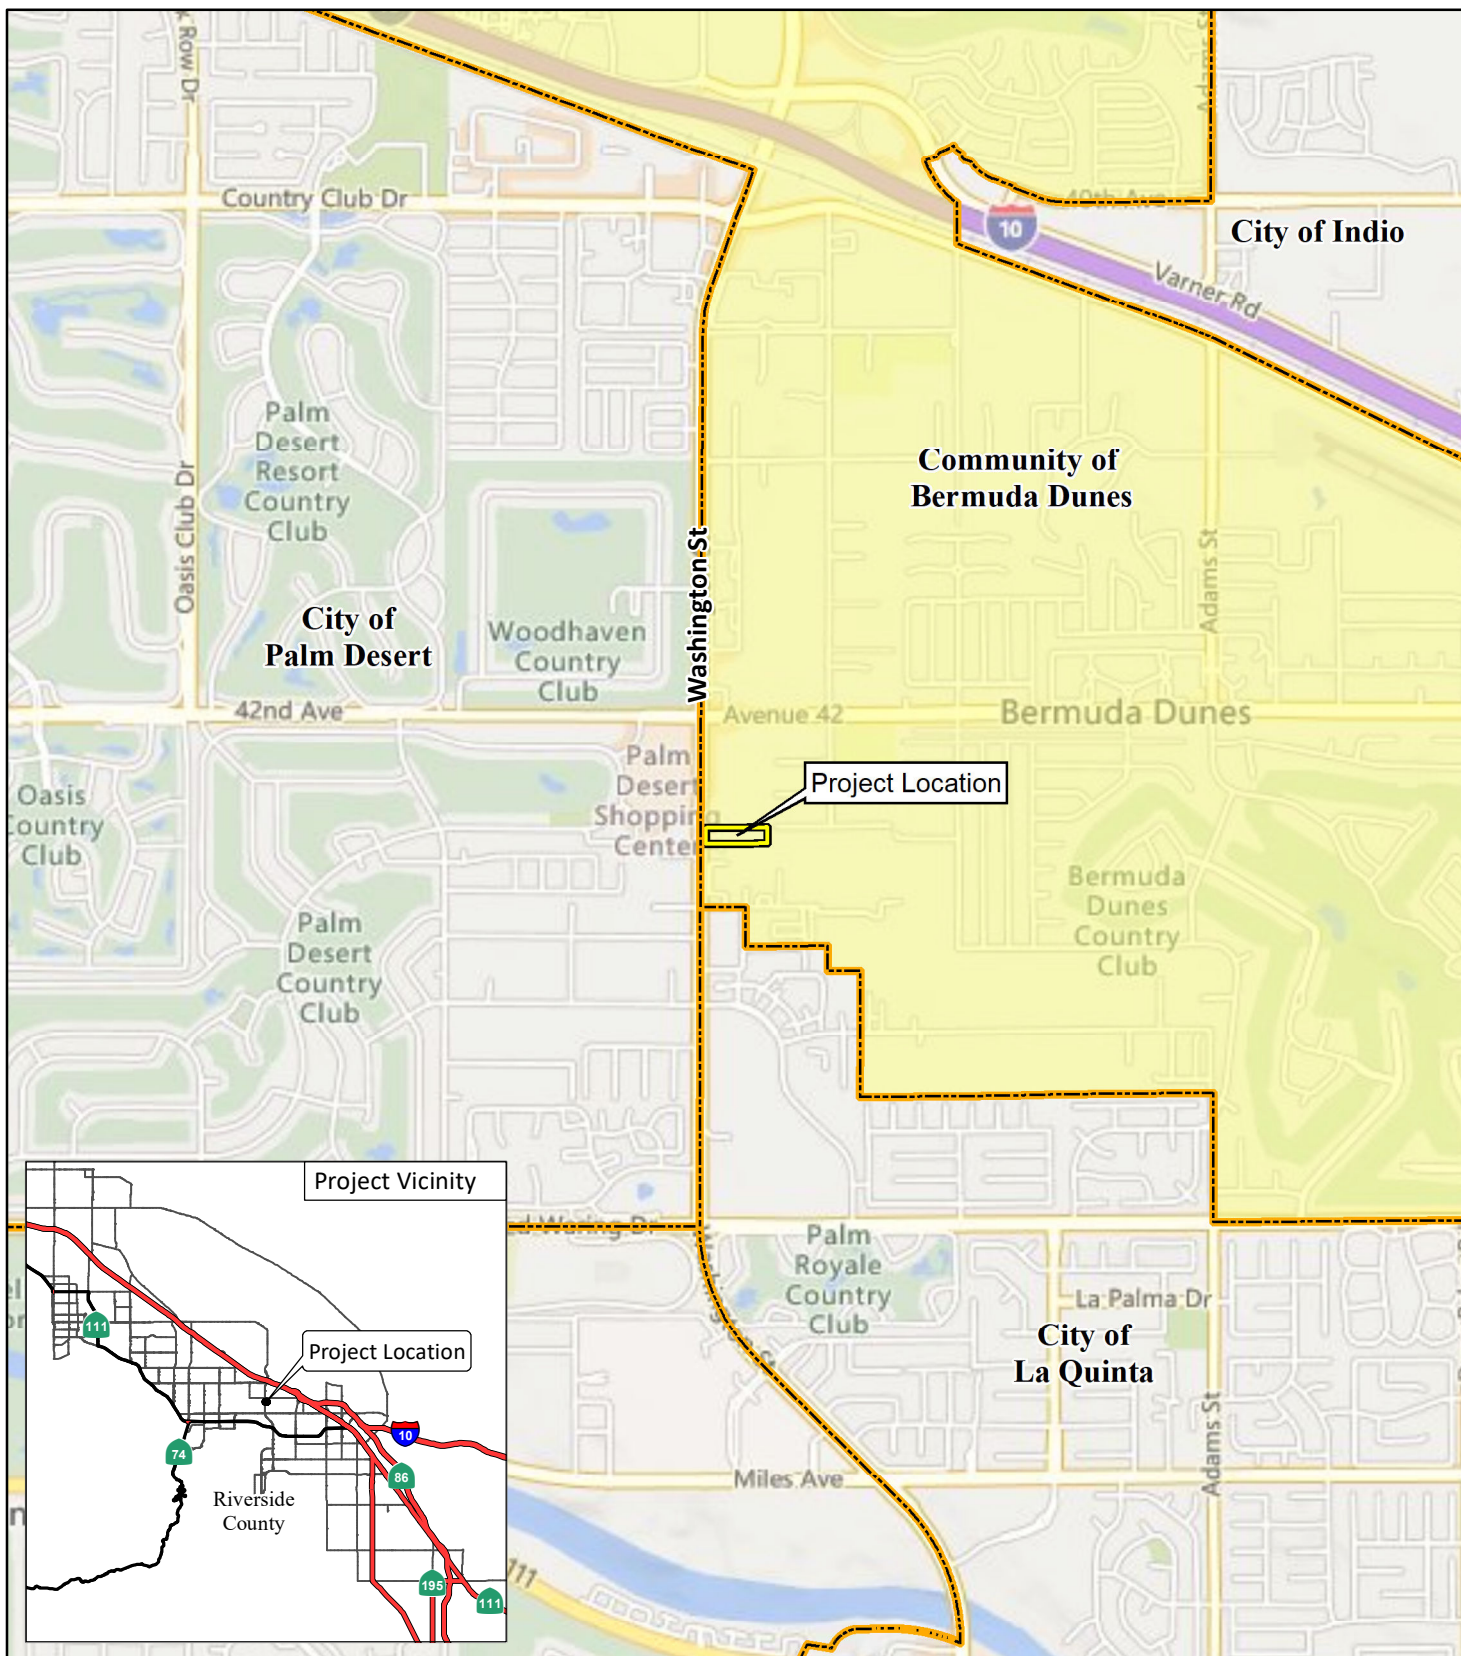 Row Dr
Adams St
Country Club Dr
40th Ave
10
City of Indio
Varner Rd
Palm
Desert
Resort
Country
Club
Oasis Club Dr
Community of
Bermuda Dunes
Washington St
Adams St
City of
Palm Desert
Woodhaven
Country
Club
42nd Ave
Avenue 42
Bermuda Dunes
Palm
Desert
Shopping
Center
Project Location
Oasis
Country
Club
Bermuda
Dunes
Country
Club
Palm
Desert
Country
Club
Project Vicinity
111
Project Location
10
74
86
Riverside
County
195
111
d Waring Dr
Palm
Royale
Country
Club
La Palma Dr
City of
La Quinta
Adams St
Miles Ave
111